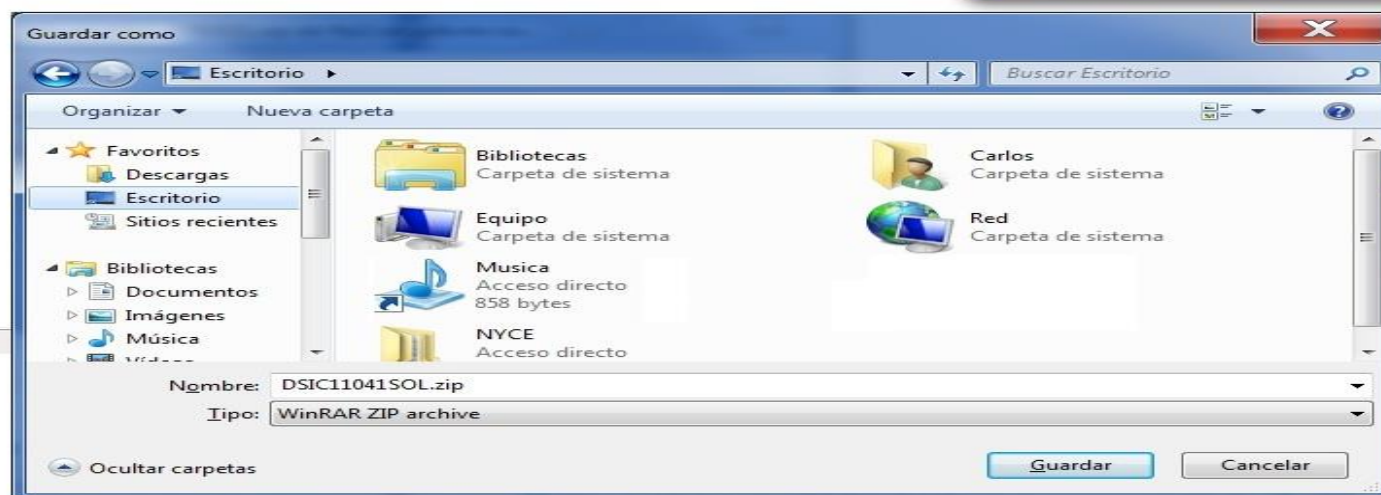 Guardar como
Escritorio
Buscar Escritorio
Organizar
Nueva carpeta
Favoritos
Descargas
Escritorio
Sitios recientes
Bibliotecas
Documentos
Imágenes
Música
Vídeos
Bibliotecas
Carpeta de sistema
Carlos
Carpeta de sistema
Equipo
Carpeta de sistema
Red
Carpeta de sistema
Musica
Acceso directo
858 bytes
NYCE
Acceso directo
Nombre: DSIC11041SOL.zip
Tipo: WinRAR ZIP archive
Ocultar carpetas
Guardar
Cancelar